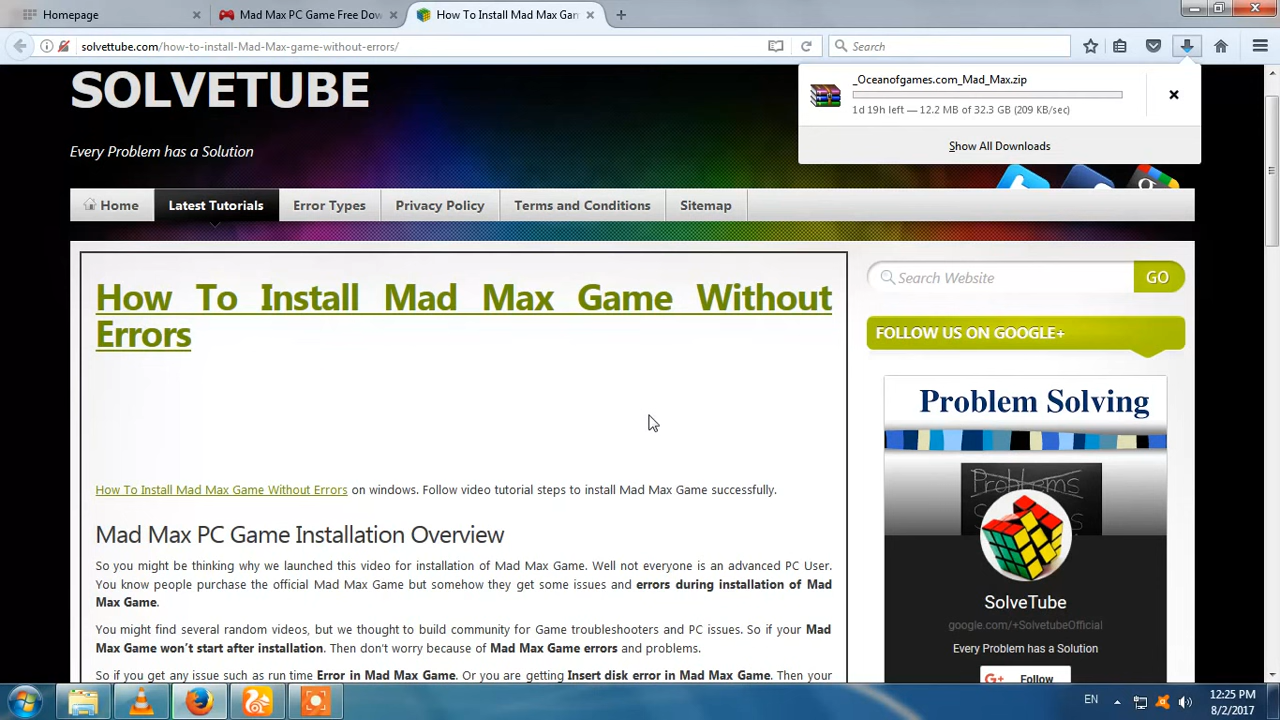 Homepage
Mad Max PC Game Free Dow
How To Install Mad Max Gam
solvettube.com/how-to-install-Mad-Max-game-without-errors/
Search
_Oceanofgames.com_Mad_Max.zip
1d 19h left — 12.2 MB of 32.3 GB (209 KB/sec)
Show All Downloads
SOLVETUBE
Every Problem has a Solution
Home
Latest Tutorials
Error Types
Privacy Policy
Terms and Conditions
Sitemap
How To Install Mad Max Game Without
Errors
How To Install Mad Max Game Without Errors on windows. Follow video tutorial steps to install Mad Max Game successfully.
Mad Max PC Game Installation Overview
So you might be thinking why we launched this video for installation of Mad Max Game. Well not everyone is an advanced PC User.
You know people purchase the official Mad Max Game but somehow they get some issues and errors during installation of Mad
Max Game.
You might find several random videos, but we thought to build community for Game troubleshooters and PC issues. So if your Mad
Max Game won't start after installation. Then don't worry because of Mad Max Game errors and problems.
So if you get any issue such as run time Error in Mad Max Game. Or you are getting Insert disk error in Mad Max Game. Then your
Search Website
GO
FOLLOW US ON GOOGLE+
Problem Solving
Problems
SolveTube
google.com/+SolvetubeOfficial
Every Problem has a Solution
G+ Follow
EN
12:25 PM
8/2/2017